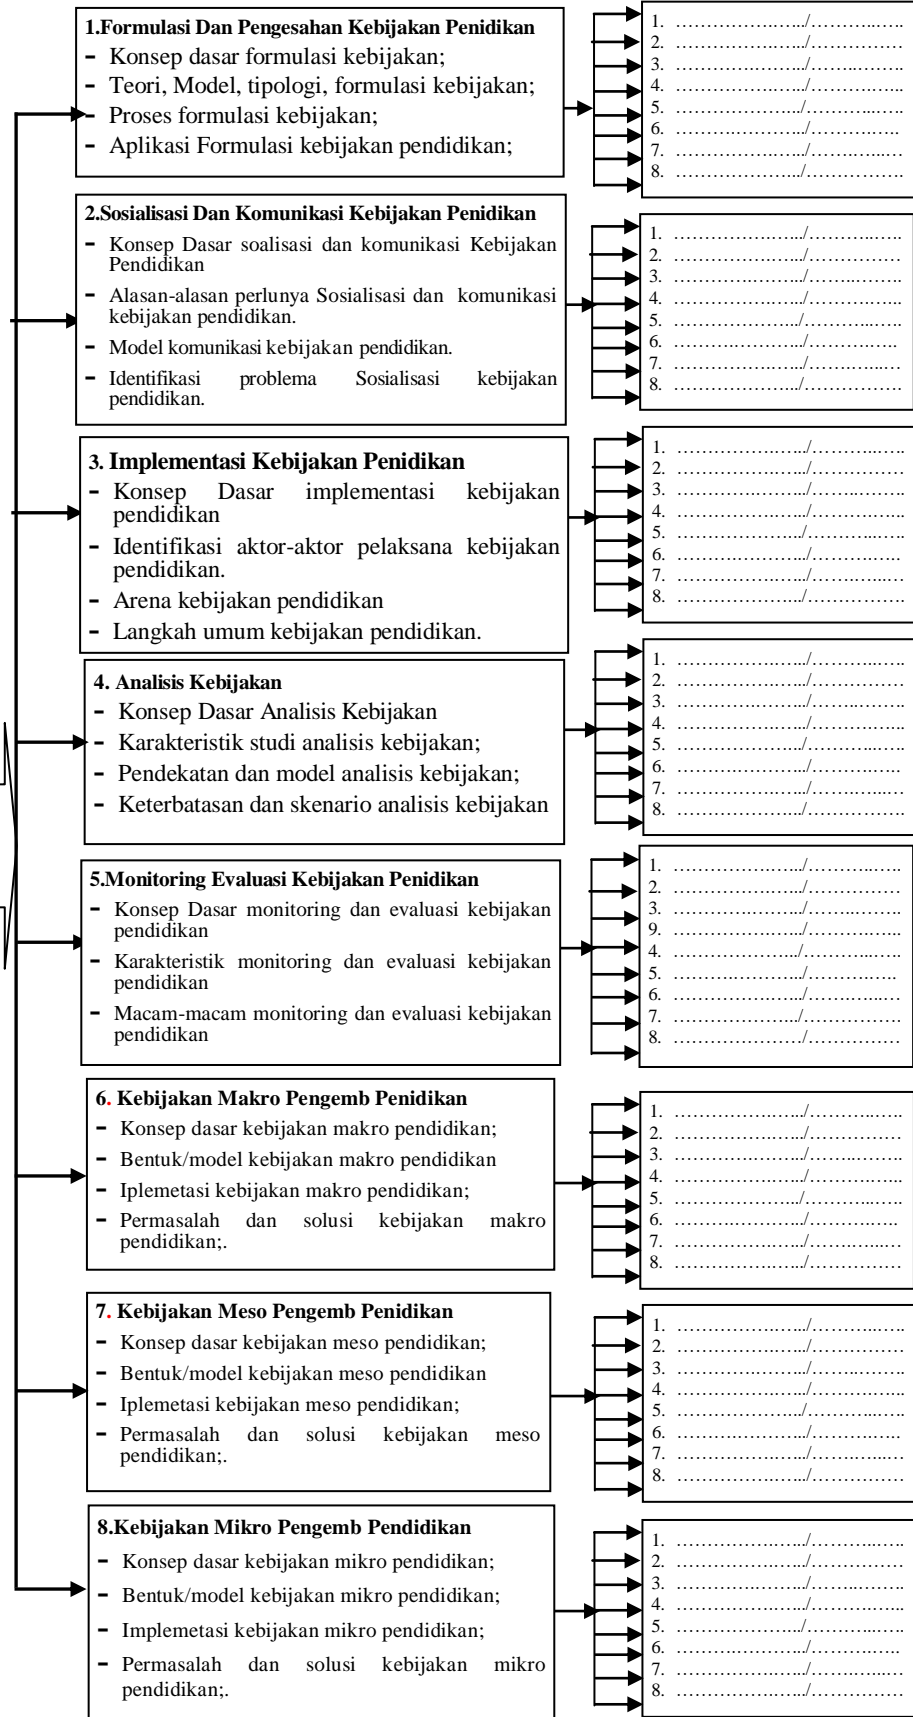 1.Formulasi Dan Pengesahan Kebijakan Penidikan
- Konsep dasar formulasi kebijakan;
- Teori, Model, tipologi, formulasi kebijakan;
- Proses formulasi kebijakan;
- Aplikasi Formulasi kebijakan pendidikan;
1. …………………../………………..
2. …………………../……………
3. …………………../………………
4. …………………../……………...
5. …………………./………………...
6. …………………../……………..
7. …………………../………………
8. …………………./………………
2.Sosialisasi Dan Komunikasi Kebijakan Penidikan
- Konsep Dasar soalisasi dan komunikasi Kebijakan
Pendidikan
- Alasan-alasan perlunya Sosialisasi dan komunikasi
kebijakan pendidikan.
- Model komunikasi kebijakan pendidikan.
- Identifikasi problema Sosialisasi kebijakan
pendidikan.
1. …………………../………………..
2. …………………../……………
3. …………………../………………
4. …………………../……………...
5. …………………./………………...
6. …………………../……………..
7. …………………../………………
8. …………………./………………
3. Implementasi Kebijakan Penidikan
- Konsep Dasar implementasi kebijakan
pendidikan
- Identifikasi aktor-aktor pelaksana kebijakan
pendidikan.
- Arena kebijakan pendidikan
- Langkah umum kebijakan pendidikan.
1. …………………../………………..
2. …………………../……………
3. …………………../………………
4. …………………../……………...
5. …………………./………………...
6. …………………../……………..
7. …………………../………………
8. …………………./………………
4. Analisis Kebijakan
- Konsep Dasar Analisis Kebijakan
- Karakteristik studi analisis kebijakan;
- Pendekatan dan model analisis kebijakan;
- Keterbatasan dan skenario analisis kebijakan
1. …………………../………………..
2. …………………../……………
3. …………………../………………
4. …………………../……………...
5. …………………./………………...
6. …………………../……………..
7. …………………../………………
8. …………………./………………
5.Monitoring Evaluasi Kebijakan Penidikan
- Konsep Dasar monitoring dan evaluasi kebijakan
pendidikan
- Karakteristik monitoring dan evaluasi kebijakan
pendidikan
- Macam-macam monitoring dan evaluasi kebijakan
pendidikan
1. …………………../………………..
2. …………………../……………
3. …………………../………………
9. …………………../……………...
4. …………………./………………...
5. …………………../……………..
6. …………………../………………
7. …………………./………………
8. …………………./………………
6. Kebijakan Makro Pengemb Penidikan
- Konsep dasar kebijakan makro pendidikan;
- Bentuk/model kebijakan makro pendidikan
- Iplemetasi kebijakan makro pendidikan;
- Permasalah dan solusi kebijakan makro
pendidikan;.
1. …………………../………………..
2. …………………../……………
3. …………………../………………
4. …………………../……………...
5. …………………./………………...
6. …………………../……………..
7. …………………../………………
8. …………………./………………
7. Kebijakan Meso Pengemb Penidikan
- Konsep dasar kebijakan meso pendidikan;
- Bentuk/model kebijakan meso pendidikan
- Iplemetasi kebijakan meso pendidikan;
- Permasalah dan solusi kebijakan meso
pendidikan;.
1. …………………../………………..
2. …………………../……………
3. …………………../………………
4. …………………../……………...
5. …………………./………………...
6. …………………../……………..
7. …………………../………………
8. …………………./………………
8.Kebijakan Mikro Pengemb Pendidikan
- Konsep dasar kebijakan mikro pendidikan;
- Bentuk/model kebijakan mikro pendidikan;
- Implemetasi kebijakan mikro pendidikan;
- Permasalah dan solusi kebijakan mikro
pendidikan;.
1. …………………../………………..
2. …………………../……………
3. …………………../………………
4. …………………../……………...
5. …………………./………………...
6. …………………../……………..
7. …………………../………………
8. …………………./………………